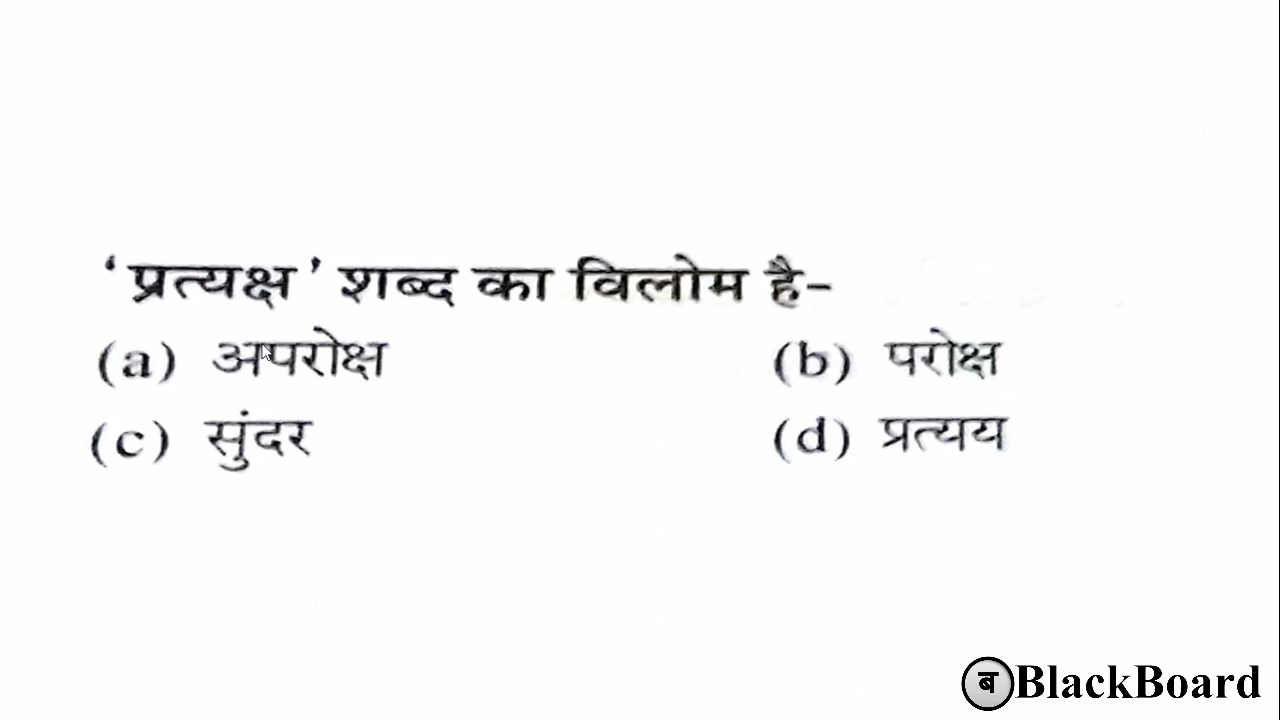 ‘प्रत्यक्ष’ शब्द का विलोम है-
(a) अपरोक्ष (b) परोक्ष
(c) सुंदर (d) प्रत्यय
ब BlackBoard